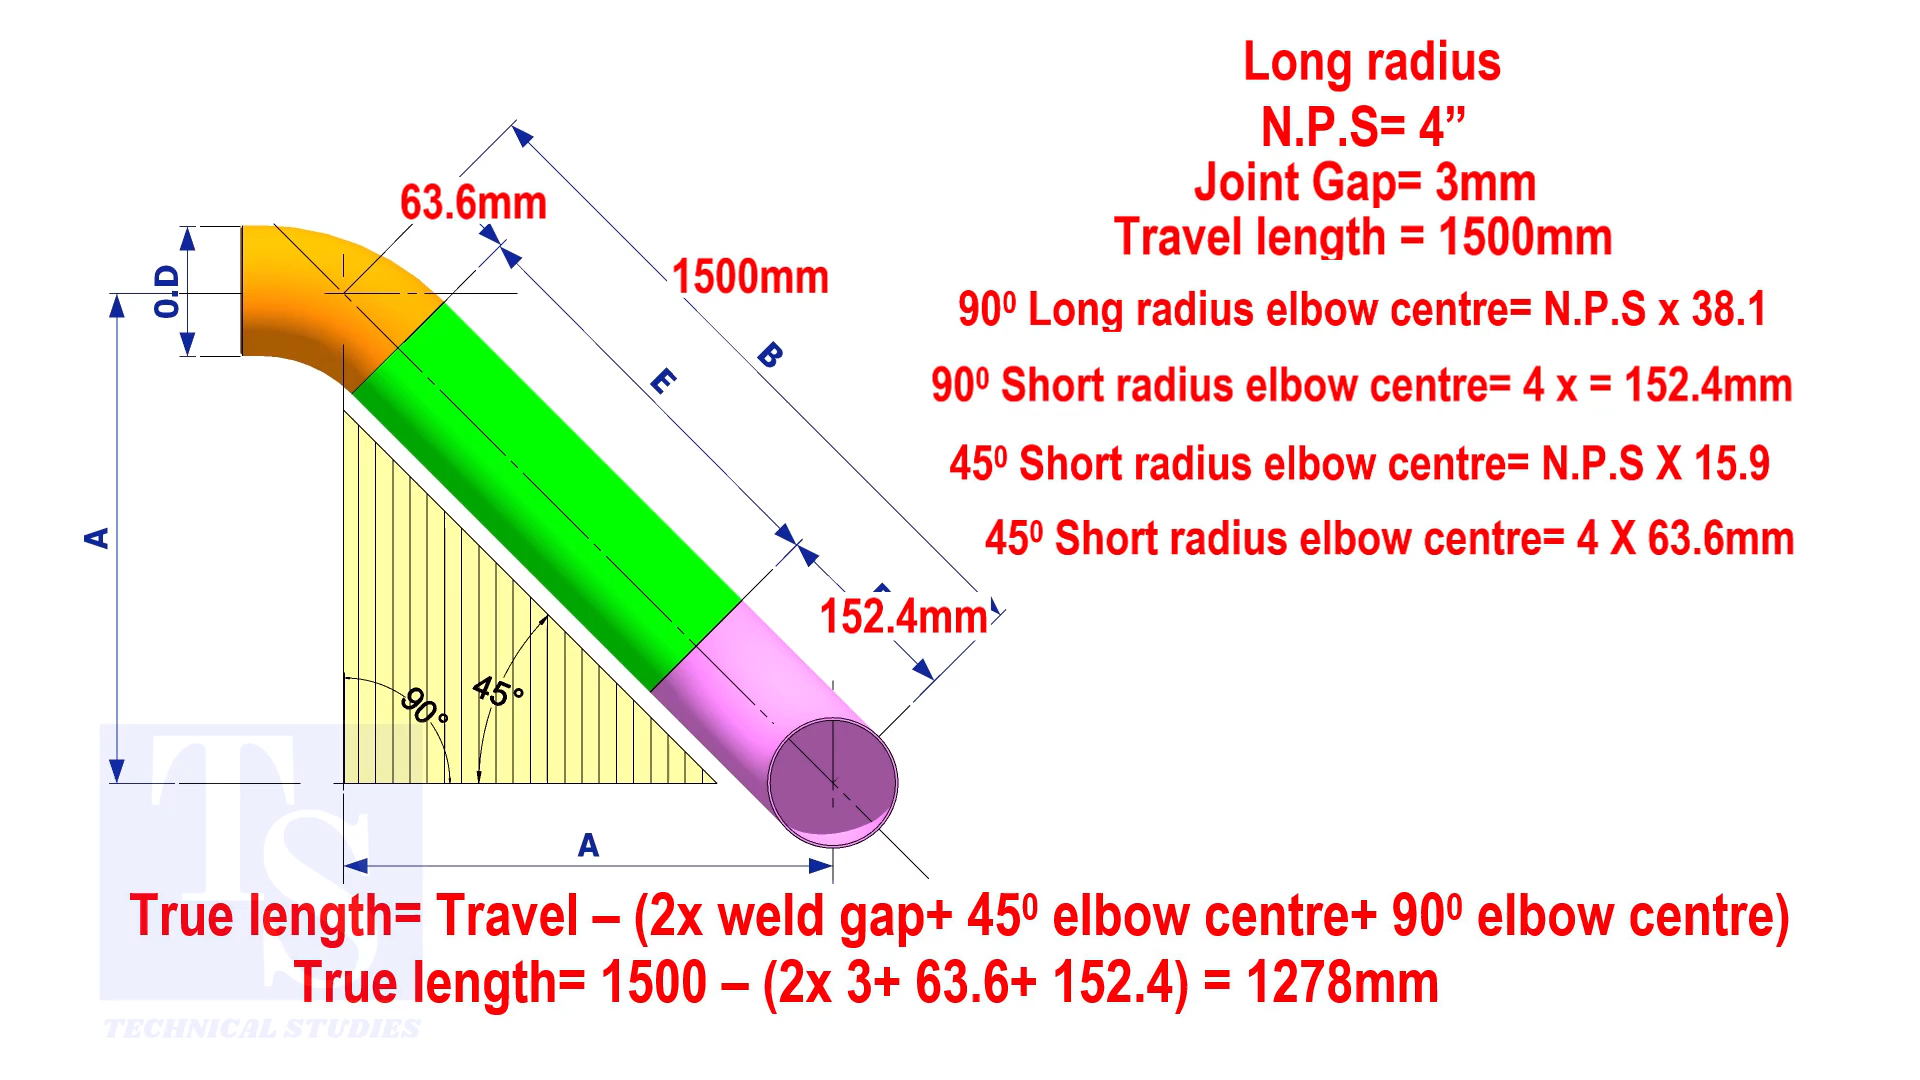 Long radius
N.P.S= 4”
Joint Gap= 3mm
Travel length = 1500mm
90⁰ Long radius elbow centre= N.P.S x 38.1
90⁰ Short radius elbow centre= 4 x = 152.4mm
45⁰ Short radius elbow centre= N.P.S X 15.9
45⁰ Short radius elbow centre= 4 X 63.6mm
63.6mm
1500mm
O.D
B
E
A
152.4mm
90°
45°
A
True length= Travel – (2x weld gap+ 45⁰ elbow centre+ 90⁰ elbow centre)
True length= 1500 – (2x 3+ 63.6+ 152.4) = 1278mm
TS
TECHNICAL STUDIES